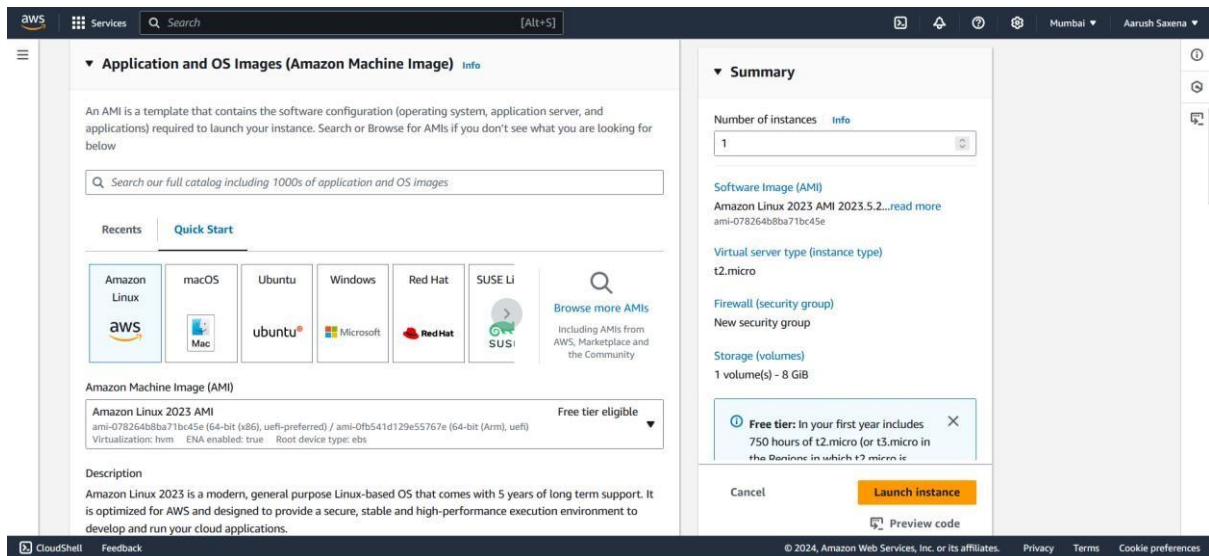 aws
Services
Search
[Alt+S]
Mumbai
Aarush Saxena
Application and OS Images (Amazon Machine Image) Info
An AMI is a template that contains the software configuration (operating system, application server, and
applications) required to launch your instance. Search or Browse for AMIs if you don't see what you are looking for
below
Search our full catalog including 1000s of application and OS images
Recents
Quick Start
Amazon
Linux
aws
macOS
Mac
Ubuntu
ubuntu
Windows
Microsoft
Red Hat
Red Hat
SUSE Li
SUS
Browse more AMIs
Including AMIs from
AWS, Marketplace and
the Community
Amazon Machine Image (AMI)
Amazon Linux 2023 AMI
Free tier eligible
ami-078264b8ba71bc45e (64-bit (x86), uefi-preferred) / ami-0fb541d129e55767e (64-bit (Arm), uefi)
Virtualization: hvm ENA enabled: true Root device type: ebs
Description
Amazon Linux 2023 is a modern, general purpose Linux-based OS that comes with 5 years of long term support. It
is optimized for AWS and designed to provide a secure, stable and high-performance execution environment to
develop and run your cloud applications.
Summary
Number of instances Info
1
Software Image (AMI)
Amazon Linux 2023 AMI 2023.5.2...read more
ami-078264b8ba71bc45e
Virtual server type (instance type)
t2.micro
Firewall (security group)
New security group
Storage (volumes)
1 volume(s) - 8 GiB
Free tier: In your first year includes
750 hours of t2.micro (or t3.micro in
the Regions in which t2.micro is
Cancel
Launch instance
Preview code
CloudShell
Feedback
© 2024, Amazon Web Services, Inc. or its affiliates.
Privacy
Terms
Cookie preferences